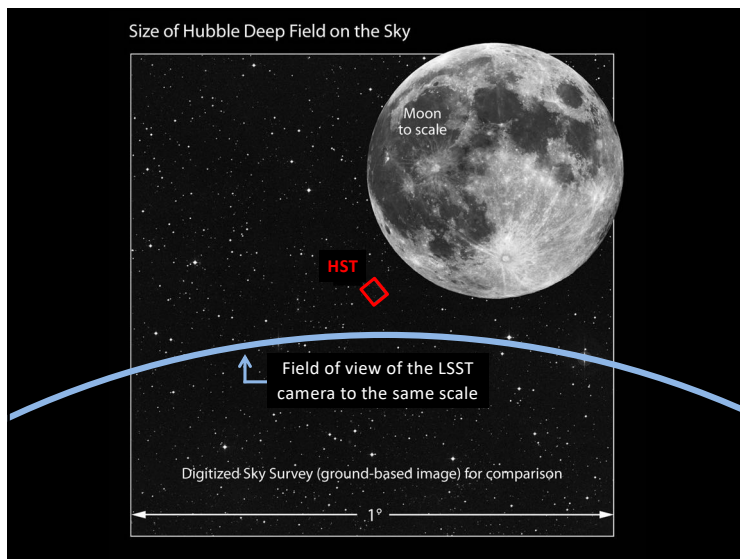 Size of Hubble Deep Field on the Sky
Moon
to scale
HST
Field of view of the LSST
camera to the same scale
Digitized Sky Survey (ground-based image) for comparison
1°